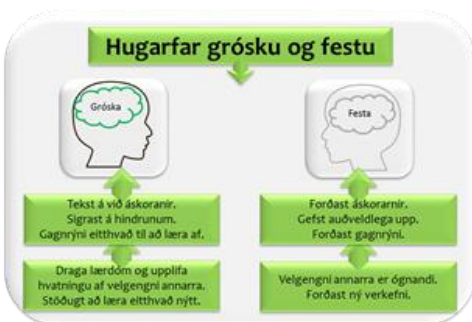 Hugarfar grósku og festu
Gróska
Festa
Tekst á við áskoranir.
Sigrast á hindrunum.
Gagnrýni eitthvað til að læra af.
Forðast áskorarnir.
Gefst auðveldlega upp.
Forðast gagnrýni.
Draga lærdóm og upplifa
hvatningu af velgengni annarra.
Stöðugt að læra eitthvað nýtt.
Velgengni annarra er ógnandi.
Forðast ný verkefni.